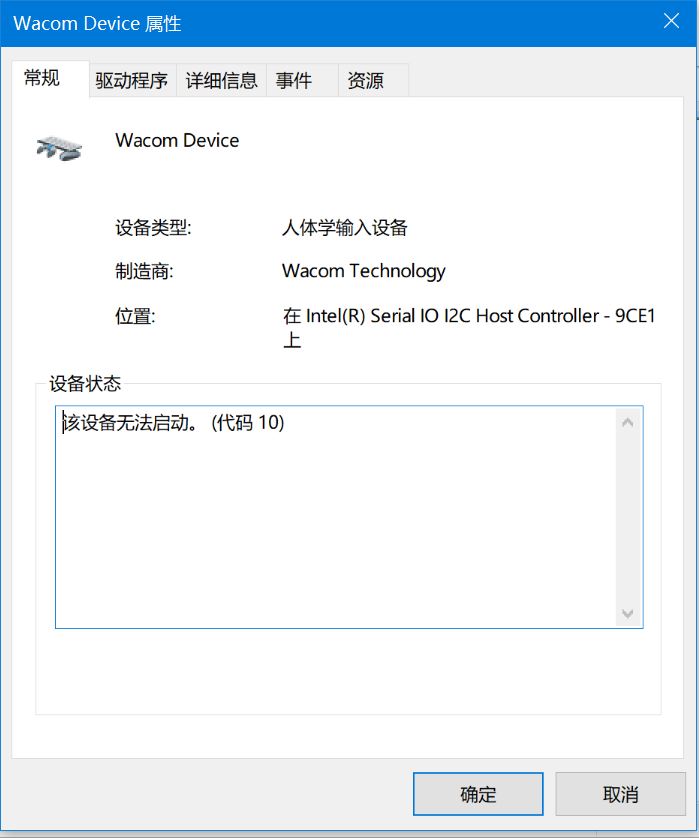 Wacom Device 属性
常规 驱动程序 详细信息 事件 资源
Wacom Device
设备类型: 人体学输入设备
制造商: Wacom Technology
位置: 在 Intel(R) Serial IO I2C Host Controller - 9CE1
上
设备状态
该设备无法启动。 (代码 10)
确定 取消